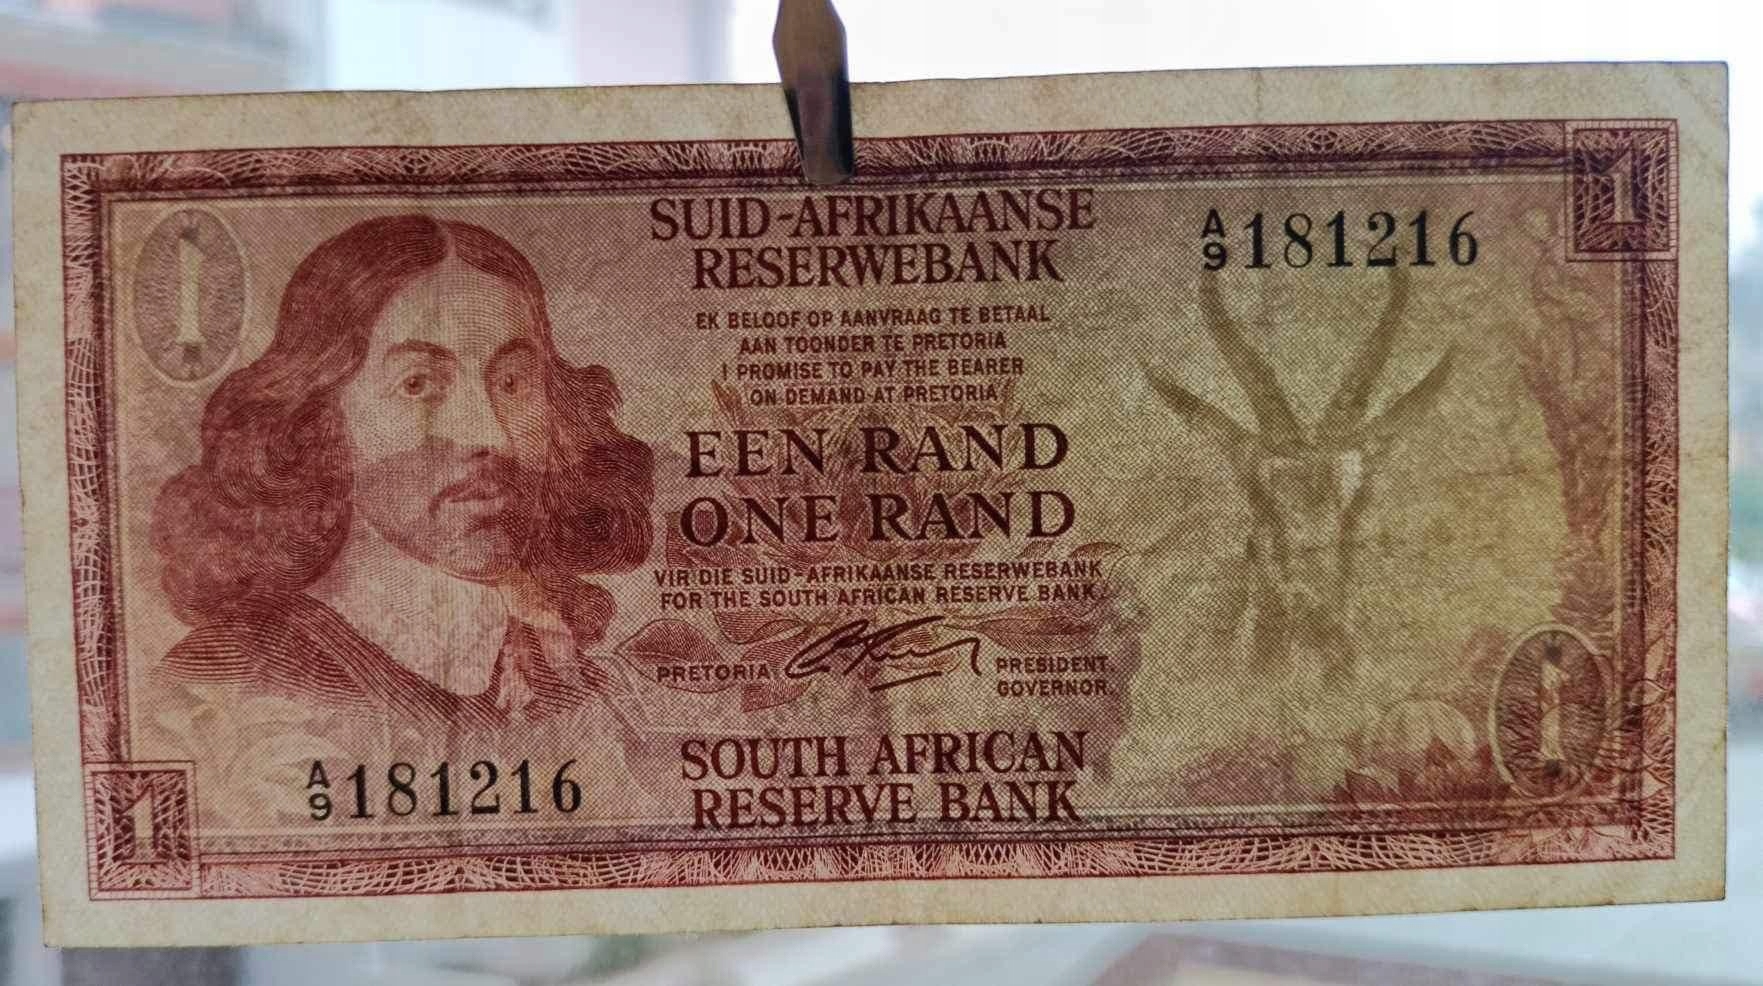 SUID-AFRIKAANSE
RESERWEBANK
A/9 181216
1
1
EK BELOOF OP AANVRAAG TE BETAAL
AAN TOONDER TE PRETORIA
I PROMISE TO PAY THE BEARER
ON DEMAND AT PRETORIA
EEN RAND
ONE RAND
VIR DIE SUID-AFRIKAANSE RESERWEBANK
FOR THE SOUTH AFRICAN RESERVE BANK.
PRETORIA
PRESIDENT.
GOVERNOR.
1
SOUTH AFRICAN
RESERVE BANK
A/9 181216
1